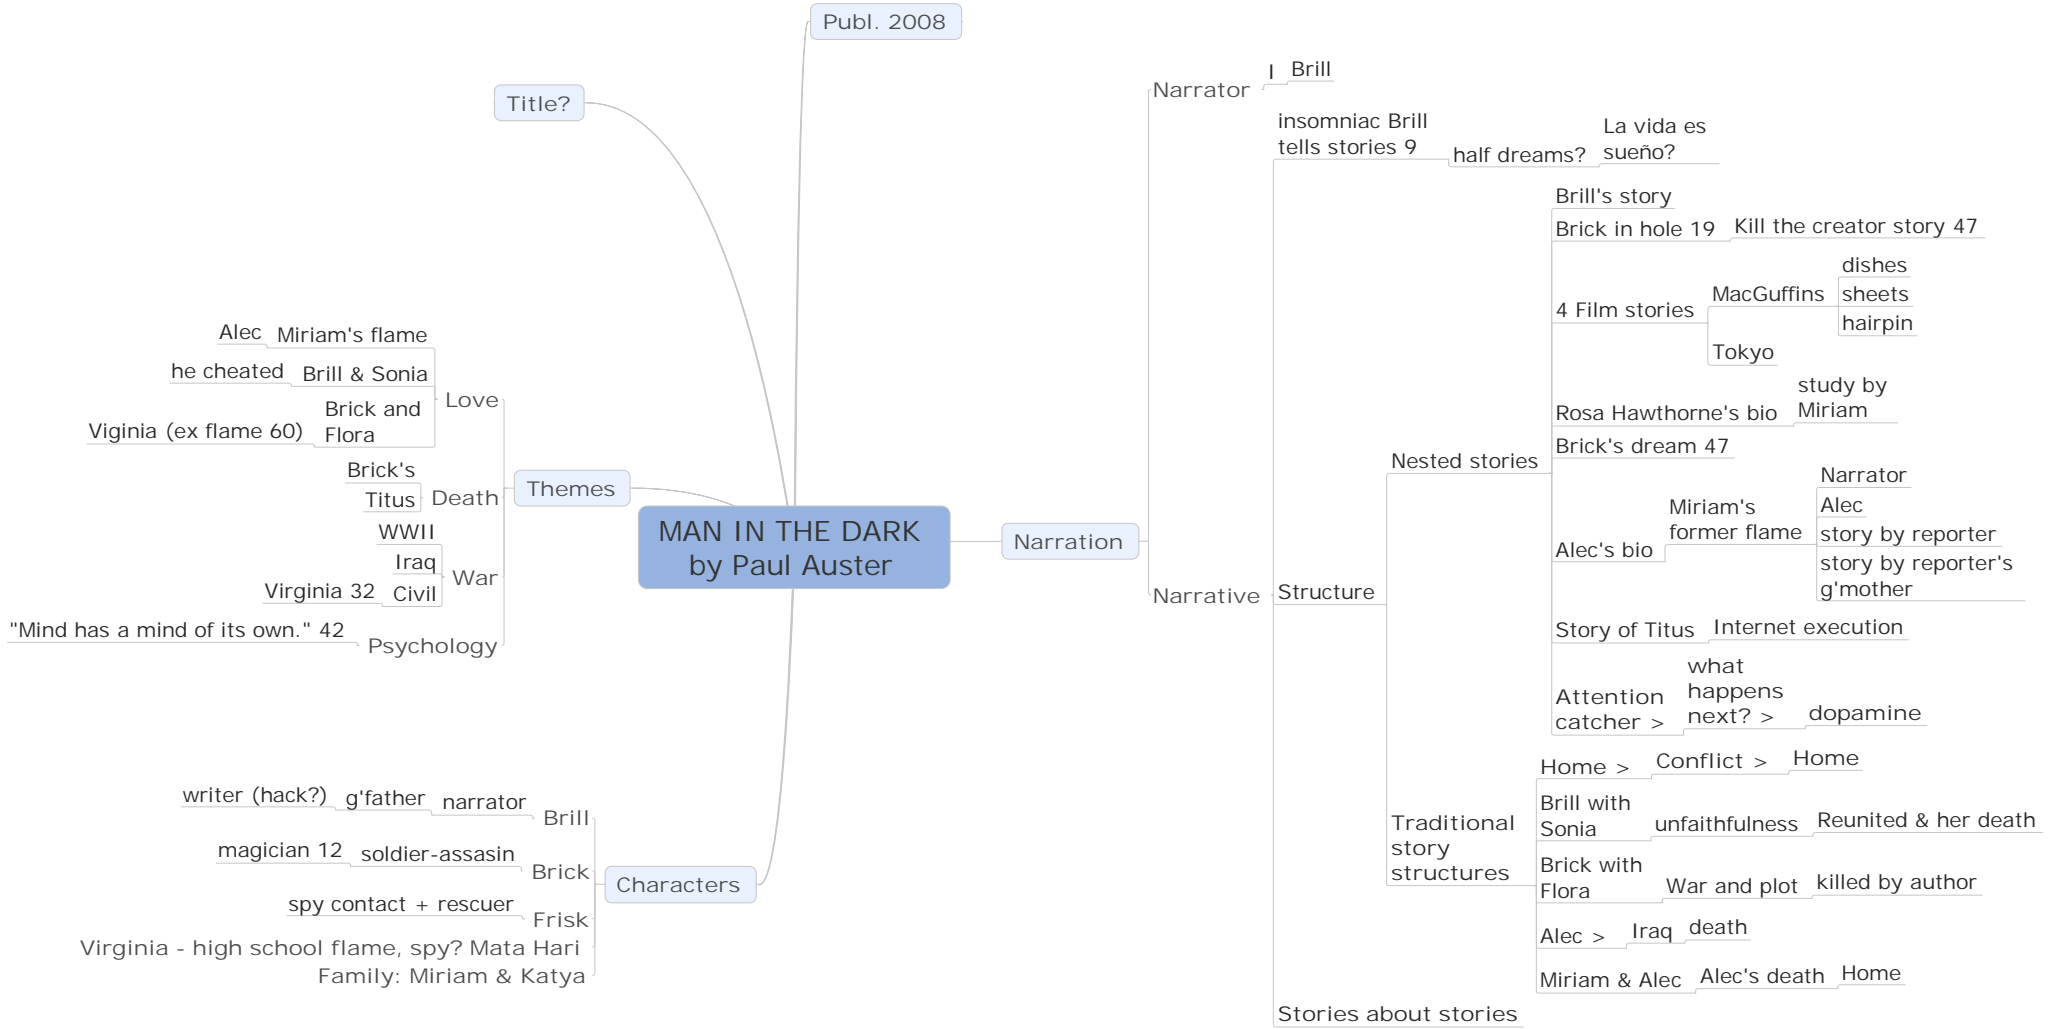 Publ. 2008
Title?
MAN IN THE DARK
by Paul Auster
Narration
Narrator
I
Brill
Narrative
insomniac Brill
tells stories 9
half dreams?
La vida es
sueño?
Structure
Nested stories
Brill's story
Brick in hole 19
Kill the creator story 47
4 Film stories
MacGuffins
dishes
sheets
hairpin
Tokyo
Rosa Hawthorne's bio
study by
Miriam
Brick's dream 47
Alec's bio
Miriam's
former flame
Narrator
Alec
story by reporter
story by reporter's
g'mother
Story of Titus
Internet execution
Attention
catcher >
what
happens
next? >
dopamine
Traditional
story
structures
Home >
Conflict >
Home
Brill with
Sonia
unfaithfulness
Reunited & her death
Brick with
Flora
War and plot
killed by author
Alec >
Iraq
death
Miriam & Alec
Alec's death
Home
Stories about stories
Themes
Love
Miriam's flame
Alec
Brill & Sonia
he cheated
Brick and
Flora
Viginia (ex flame 60)
Death
Brick's
Titus
War
WWII
Iraq
Civil
Virginia 32
Psychology
"Mind has a mind of its own." 42
Characters
Brill
narrator
g'father
writer (hack?)
Brick
soldier-assasin
magician 12
Frisk
spy contact + rescuer
Virginia - high school flame, spy? Mata Hari
Family: Miriam & Katya